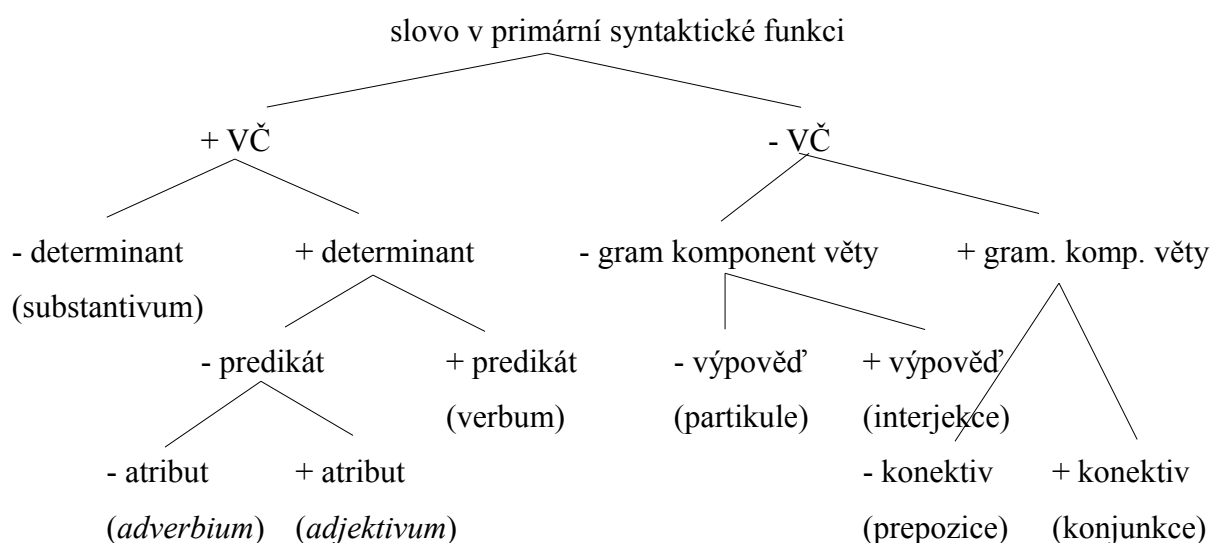 slovo v primární syntaktické funkci
+ VČ - VČ
- determinant + determinant - gram komponent věty + gram. komp. věty
(substantivum)
- predikát + predikát - výpověď + výpověď
(verbum) (partikule) (interjekce)
- atribut + atribut - konektiv + konektiv
(adverbium) (adjektivum) (prepozice) (konjunkce)